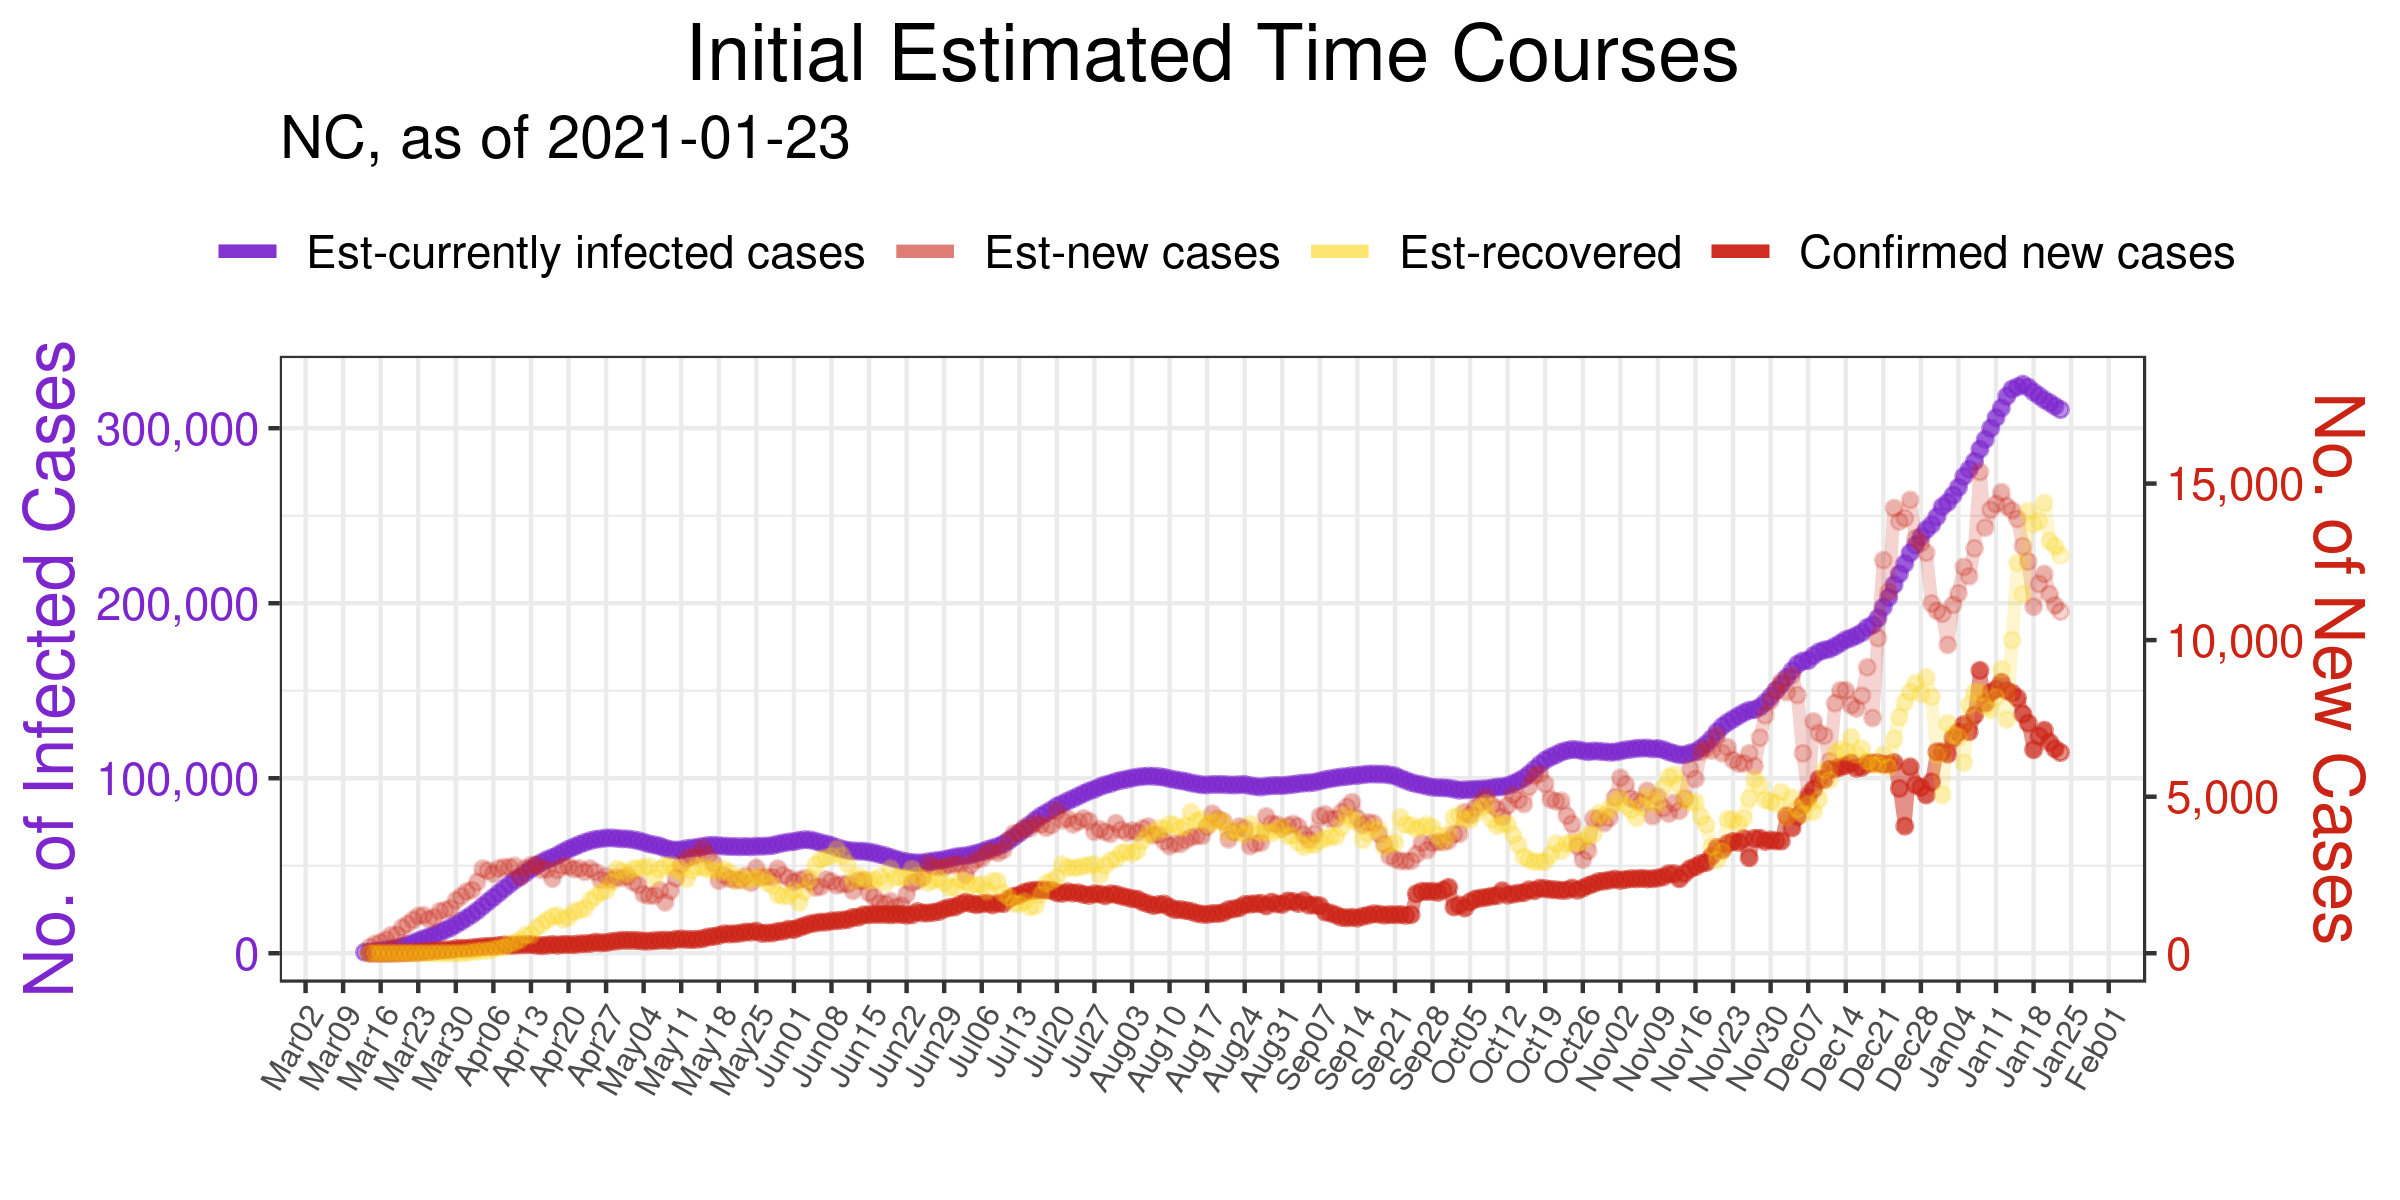 Initial Estimated Time Courses
NC, as of 2021-01-23
Est-currently infected cases
Est-new cases
Est-recovered
Confirmed new cases
No. of Infected Cases
300,000
200,000
100,000
0
15,000
10,000
5,000
0
No. of New Cases
Mar02
Mar09
Mar16
Mar23
Mar30
Apr06
Apr13
Apr20
Apr27
May04
May11
May18
May25
Jun01
Jun08
Jun15
Jun22
Jun29
Jul06
Jul13
Jul20
Jul27
Aug03
Aug10
Aug17
Aug24
Aug31
Sep07
Sep14
Sep21
Sep28
Oct05
Oct12
Oct19
Oct26
Nov02
Nov09
Nov16
Nov23
Nov30
Dec07
Dec14
Dec21
Dec28
Jan04
Jan11
Jan18
Jan25
Feb01